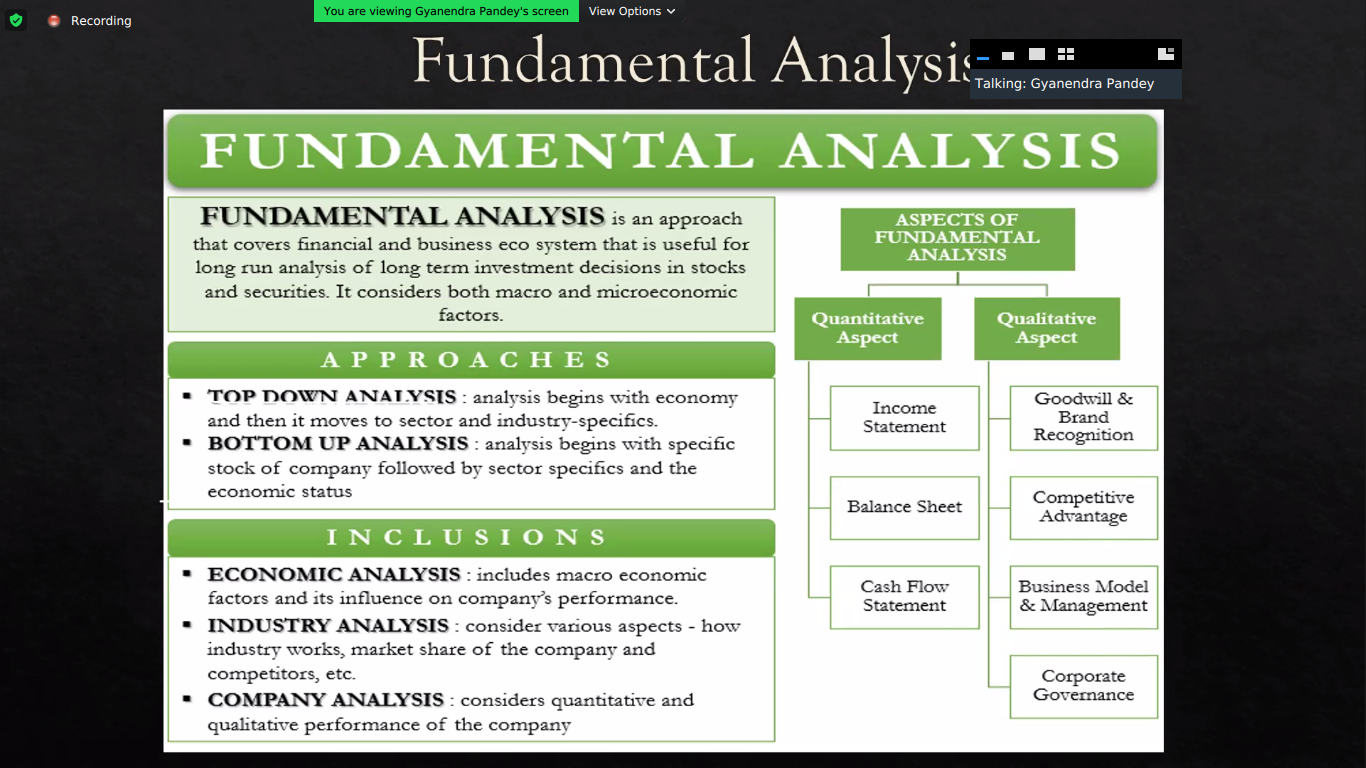 Recording
You are viewing Gyanendra Pandey's screen
View Options
Fundamental Analysis
Talking: Gyanendra Pandey
FUNDAMENTAL ANALYSIS
FUNDAMENTAL ANALYSIS is an approach
that covers financial and business eco system that is useful for
long run analysis of long term investment decisions in stocks
and securities. It considers both macro and microeconomic
factors.
APPROACHES
▪ TOP DOWN ANALYSIS : analysis begins with economy
and then it moves to sector and industry-specifics.
▪ BOTTOM UP ANALYSIS : analysis begins with specific
stock of company followed by sector specifics and the
economic status
INCLUSIONS
▪ ECONOMIC ANALYSIS : includes macro economic
factors and its influence on company's performance.
▪ INDUSTRY ANALYSIS : consider various aspects - how
industry works, market share of the company and
competitors, etc.
▪ COMPANY ANALYSIS : considers quantitative and
qualitative performance of the company
ASPECTS OF
FUNDAMENTAL
ANALYSIS
Quantitative
Aspect
Income
Statement
Balance Sheet
Cash Flow
Statement
Qualitative
Aspect
Goodwill &
Brand
Recognition
Competitive
Advantage
Business Model
& Management
Corporate
Governance